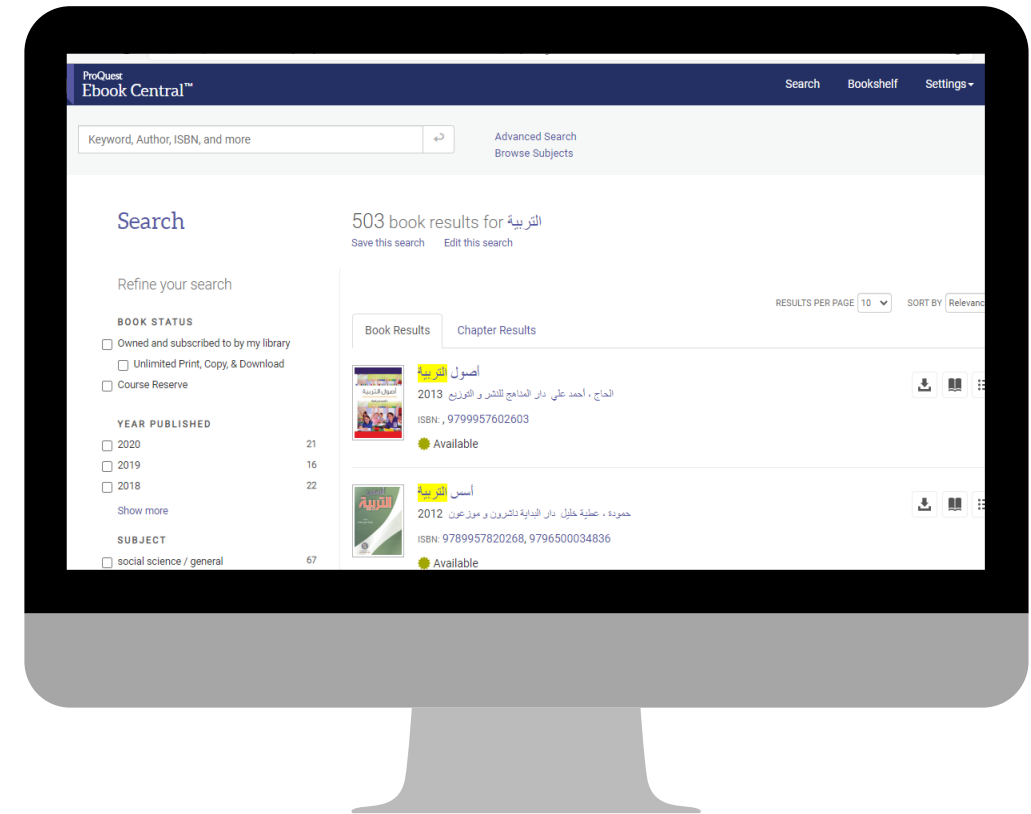 ProQuest
Ebook Central™
Search Bookshelf Settings
Keyword, Author, ISBN, and more
Advanced Search
Browse Subjects
Search
503 book results for التربية
Save this search Edit this search
Refine your search
RESULTS PER PAGE 10 SORT BY Relevanc
BOOK STATUS
Owned and subscribed to by my library
Unlimited Print, Copy, & Download
Course Reserve
YEAR PUBLISHED
2020 21
2019 16
2018 22
Show more
SUBJECT
social science / general 67
Book Results Chapter Results
أصول التربية
أصول التربية
الحاج ، أحمد علي دار المناهج للنشر و التوزيع 2013
ISBN: , 9799957602603
Available
التربية
أسس التربية
حمودة ، عطية خليل دار البداية ناشرون و موزعون 2012
ISBN: 9789957820268, 9796500034836
Available